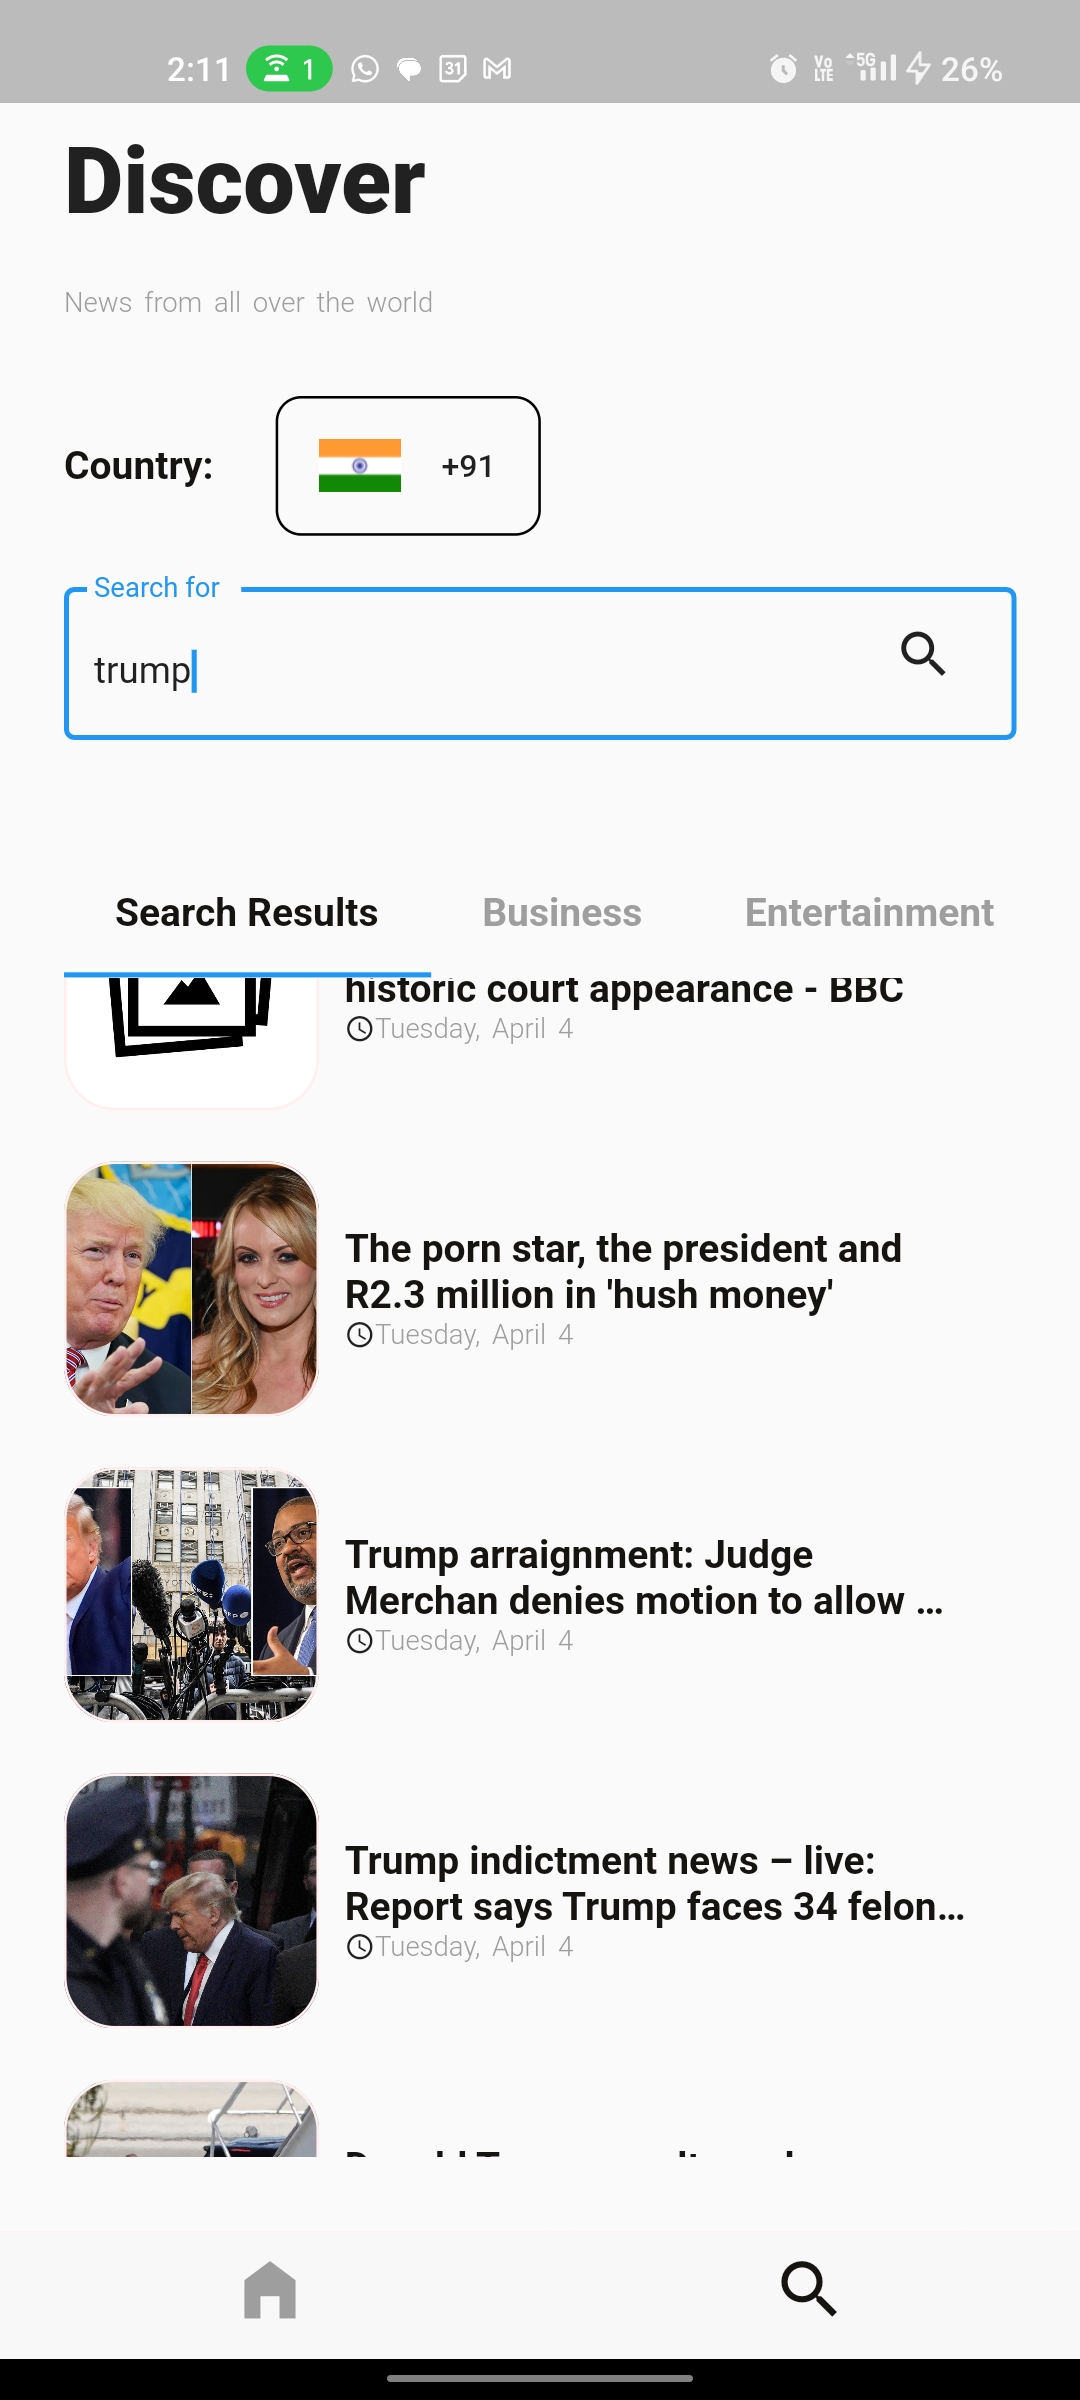 2:11 1 31 Vo LTE 5G 26%
Discover
News from all over the world
Country: +91
Search for
trump
Search Results Business Entertainment
historic court appearance - BBC
Tuesday, April 4
The porn star, the president and
R2.3 million in 'hush money'
Tuesday, April 4
Trump arraignment: Judge
Merchan denies motion to allow ...
Tuesday, April 4
Trump indictment news – live:
Report says Trump faces 34 felon...
Tuesday, April 4